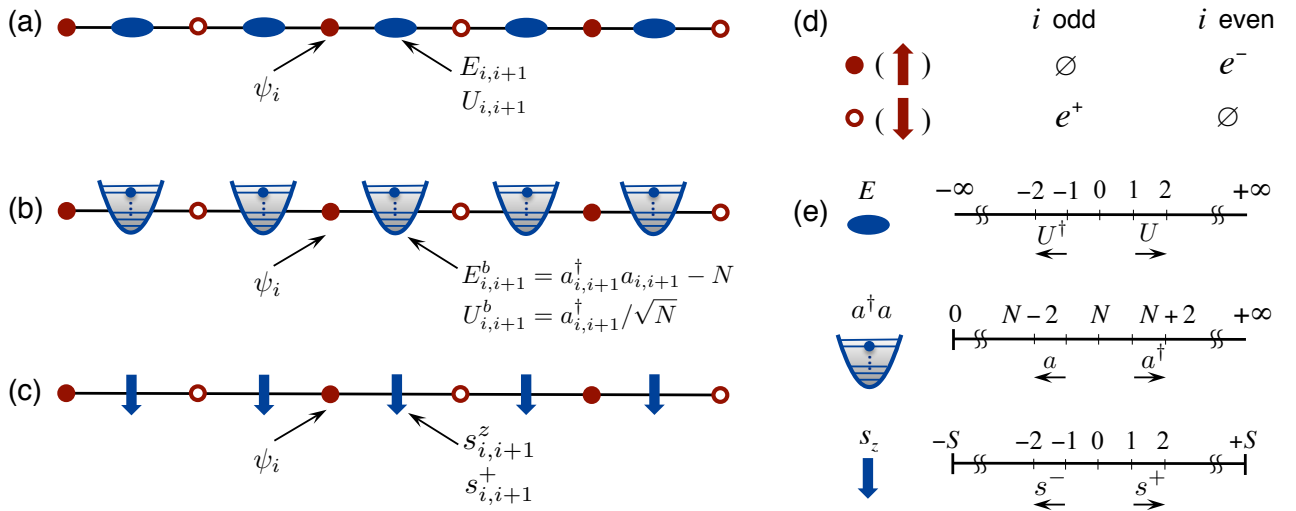 (a)
ψ_i
E_{i,i+1}
U_{i,i+1}
(b)
ψ_i
E^b_{i,i+1} = a^†_{i,i+1} a_{i,i+1} − N
U^b_{i,i+1} = a^†_{i,i+1}/√N
(c)
ψ_i
s^z_{i,i+1}
s^+_{i,i+1}
(d)
i odd i even
( ) ∅ e^−
( ) e^+ ∅
(e)
E
−∞ -2 -1 0 1 2 +∞
U^† U
a^†a
0 N − 2 N N + 2 +∞
a a^†
s_z
−S -2 -1 0 1 2 +S
s^− s^+